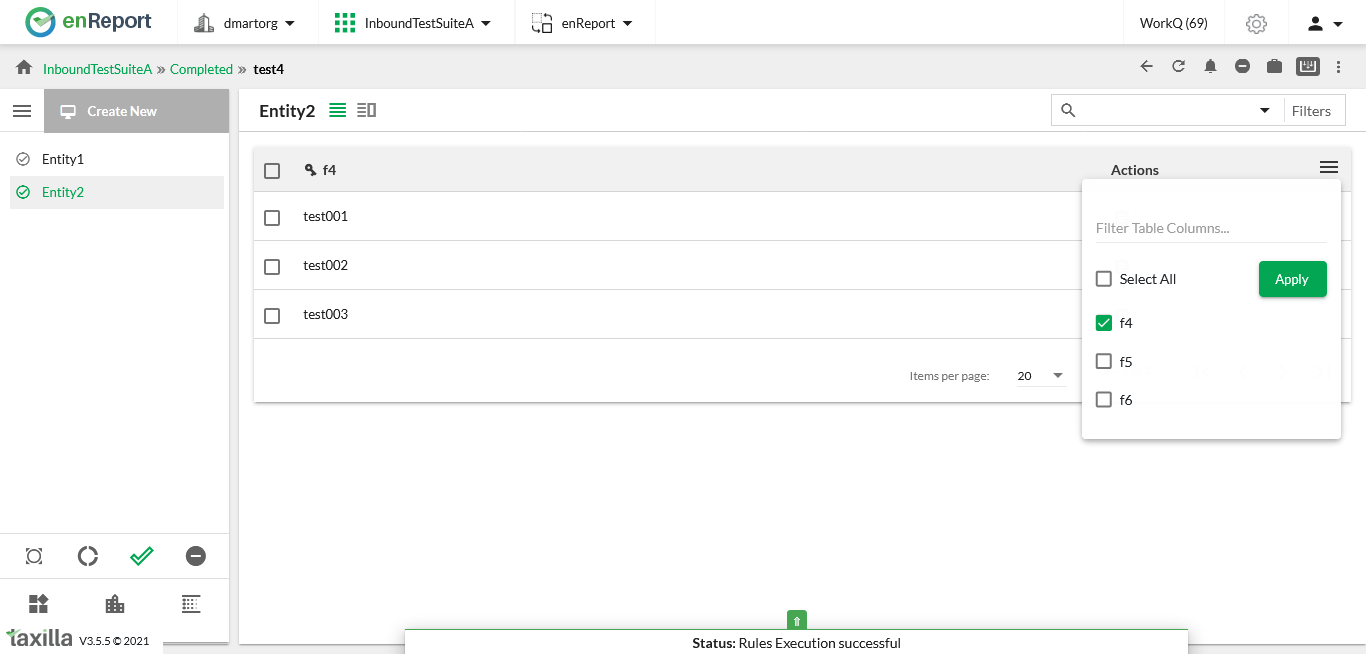 enReport
dmartorg
InboundTestSuiteA
enReport
WorkQ (69)
InboundTestSuiteA » Completed » test4
Create New
Entity2
Filters
Entity1
Entity2
f4
Actions
test001
test002
test003
Filter Table Columns...
Select All
Apply
f4
f5
f6
Items per page:
20
taxilla
V3.5.5 © 2021
Status: Rules Execution successful